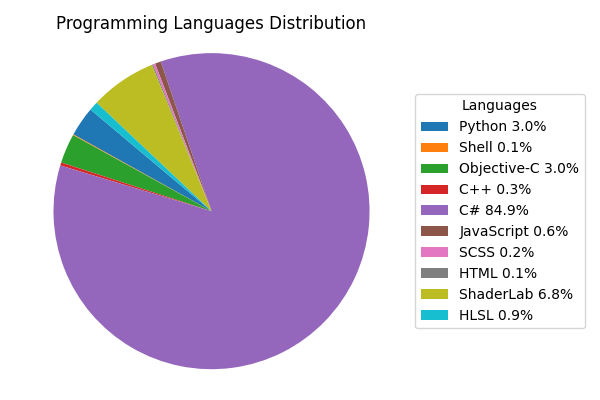 Programming Languages Distribution
Languages
Python 3.0%
Shell 0.1%
Objective-C 3.0%
C++ 0.3%
C# 84.9%
JavaScript 0.6%
SCSS 0.2%
HTML 0.1%
ShaderLab 6.8%
HLSL 0.9%